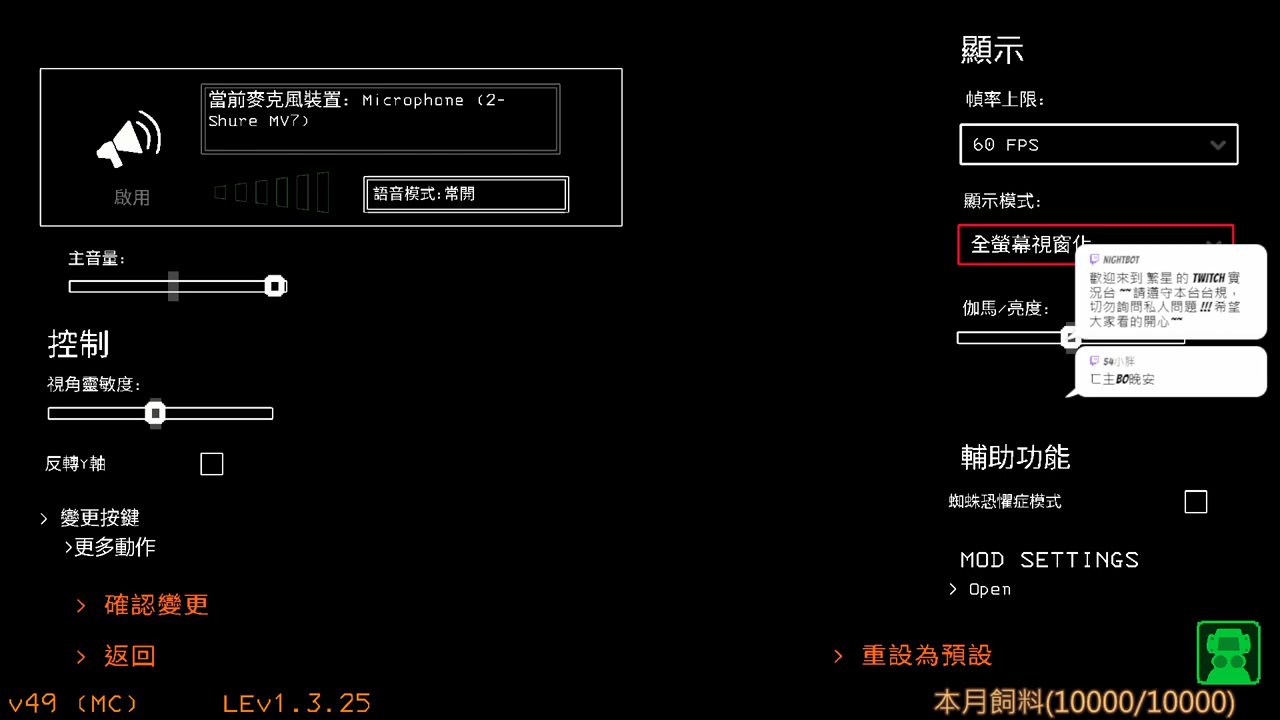 當前麥克風裝置: Microphone (2-
Shure MV7)
啟用
語音模式:常開
主音量:
控制
視角靈敏度:
反轉Y軸
> 變更按鍵
>更多動作
> 確認變更
> 返回
v49 (MC)
LEv1.3.25
顯示
幀率上限:
60 FPS
顯示模式:
全螢幕視窗化
伽馬/亮度:
NIGHTBOT
歡迎來到 繁星 的 TWITCH 實
況台 ~~ 請遵守本台台規,
切勿詢問私人問題 !!! 希望
大家看的開心~~
54小胖
ㄈ主BO晚安
輔助功能
蜘蛛恐懼症模式
MOD SETTINGS
> Open
> 重設為預設
本月飼料(10000/10000)